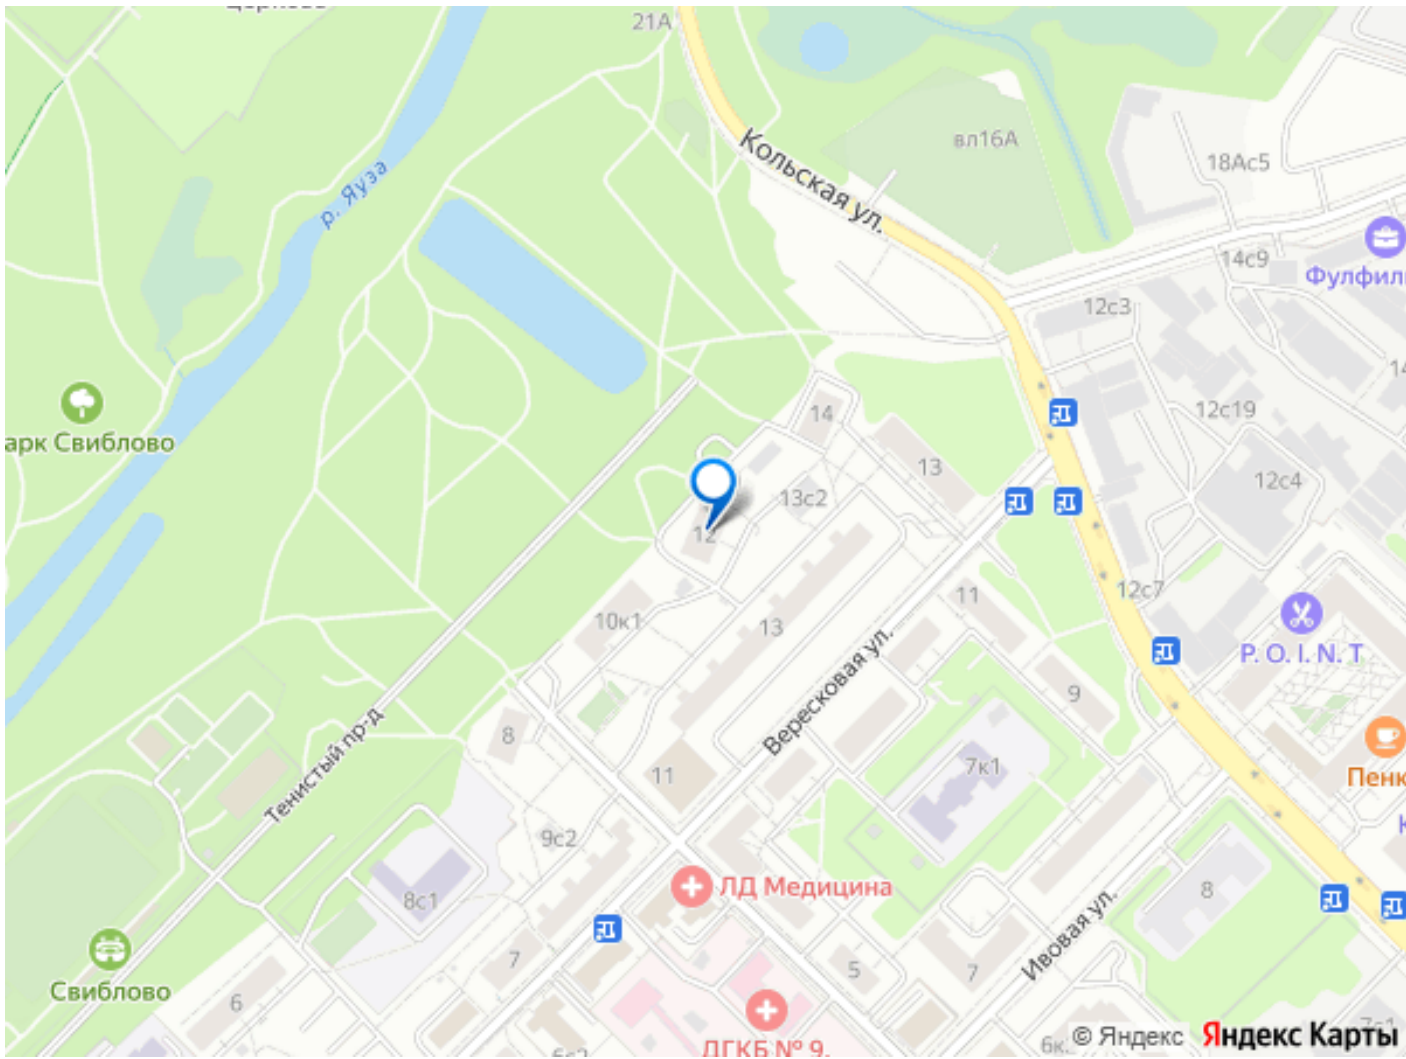 21А
вл16А
Кольская ул.
18Ас5
р. Яуза
14с9
Фулфил
12с3
12с19
арк Свиблово
14
13
12с4
13с2
12
12с7
11
10к1
13
P. O. I. N. T
9
Вересковая ул.
8
Тенистый пр-д
7к1
11
Пенк
9с2
ЛД Медицина
8с1
8
Ивовая ул.
7
5
7
Свиблово
6
ДГКБ № 9,
© Яндекс Яндекс Карты